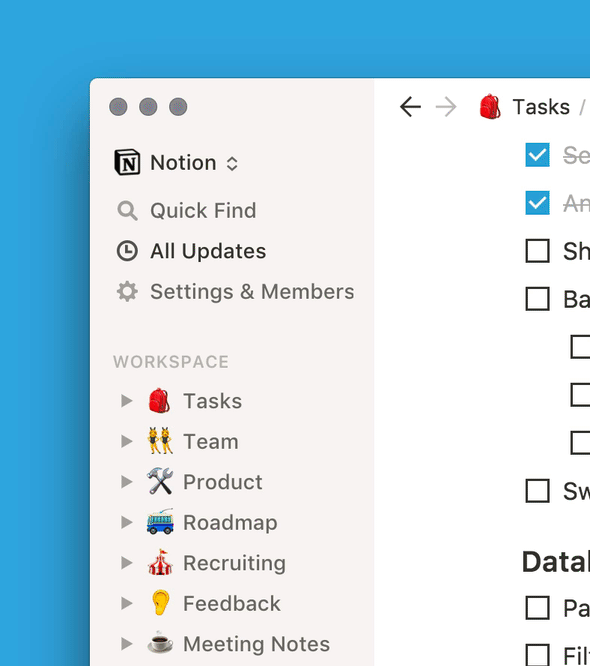 Tasks /
Notion
Quick Find
All Updates
Settings & Members
WORKSPACE
Tasks
Team
Product
Roadmap
Recruiting
Feedback
Meeting Notes
Se
An
Sh
Ba
Sw
Data
Pa
Fil